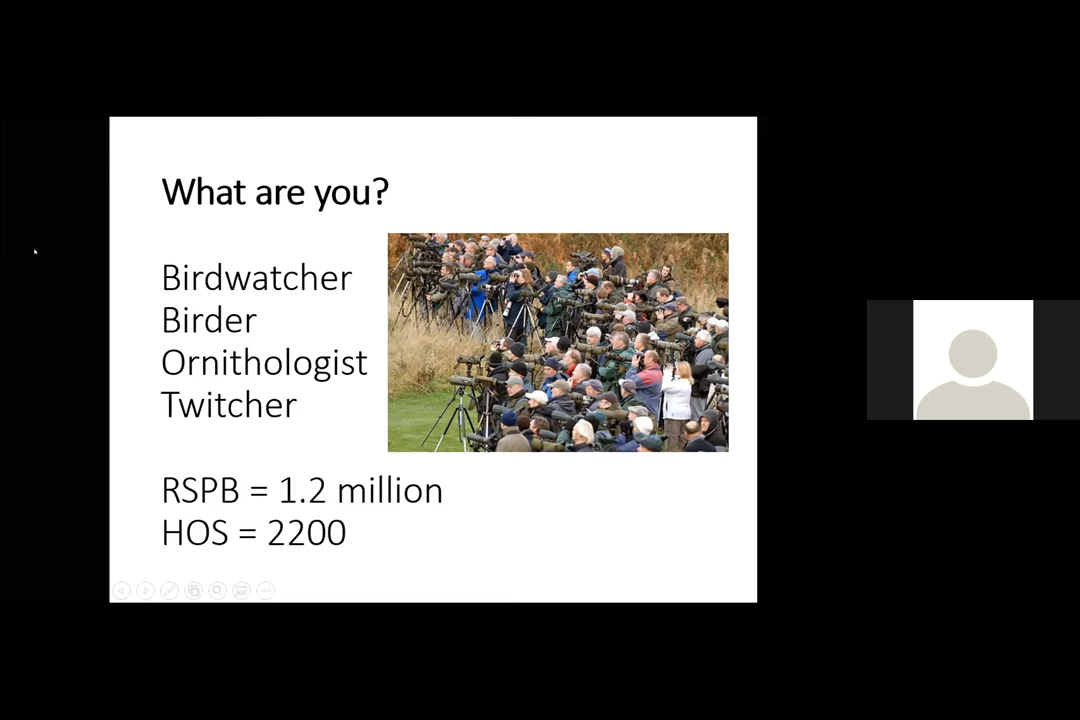 What are you?
Birdwatcher
Birder
Ornithologist
Twitcher
RSPB = 1.2 million
HOS = 2200